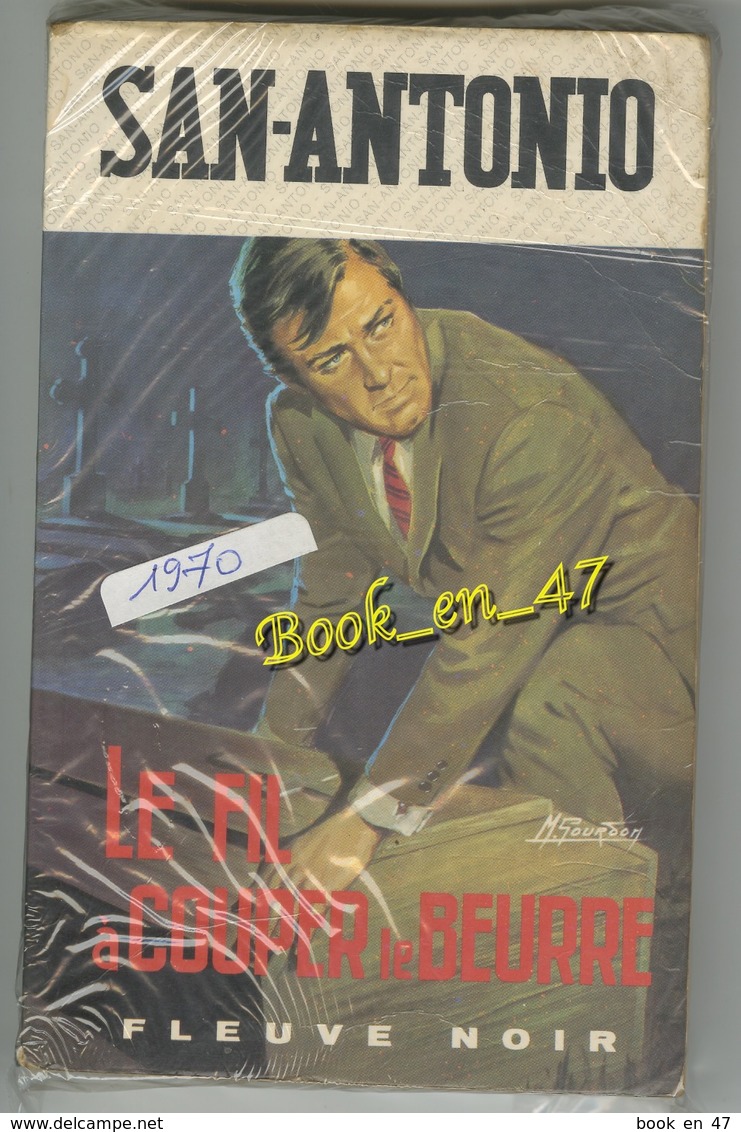 SAN-ANTONIO
1970
Book_en_47
M. GOURDON
LE FIL
à COUPER le BEURRE
FLEUVE NOIR
www.delcampe.net
book en 47